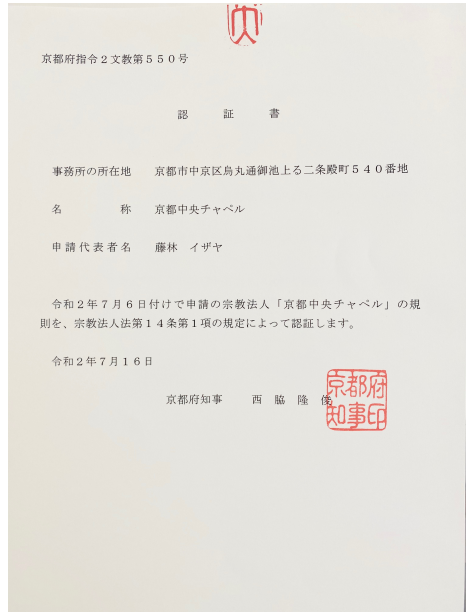 京都府指令２文教第５５０号
認　証　書
事務所の所在地　京都市中京区烏丸通御池上る二条殿町５４０番地
名　称　京都中央チャペル
申請代表者名　藤林　イザヤ
令和２年７月６日付けで申請の宗教法人「京都中央チャペル」の規
則を、宗教法人法第１４条第１項の規定によって認証します。
令和２年７月１６日
京都府知事　西　脇　隆　俊
京都府
知事印